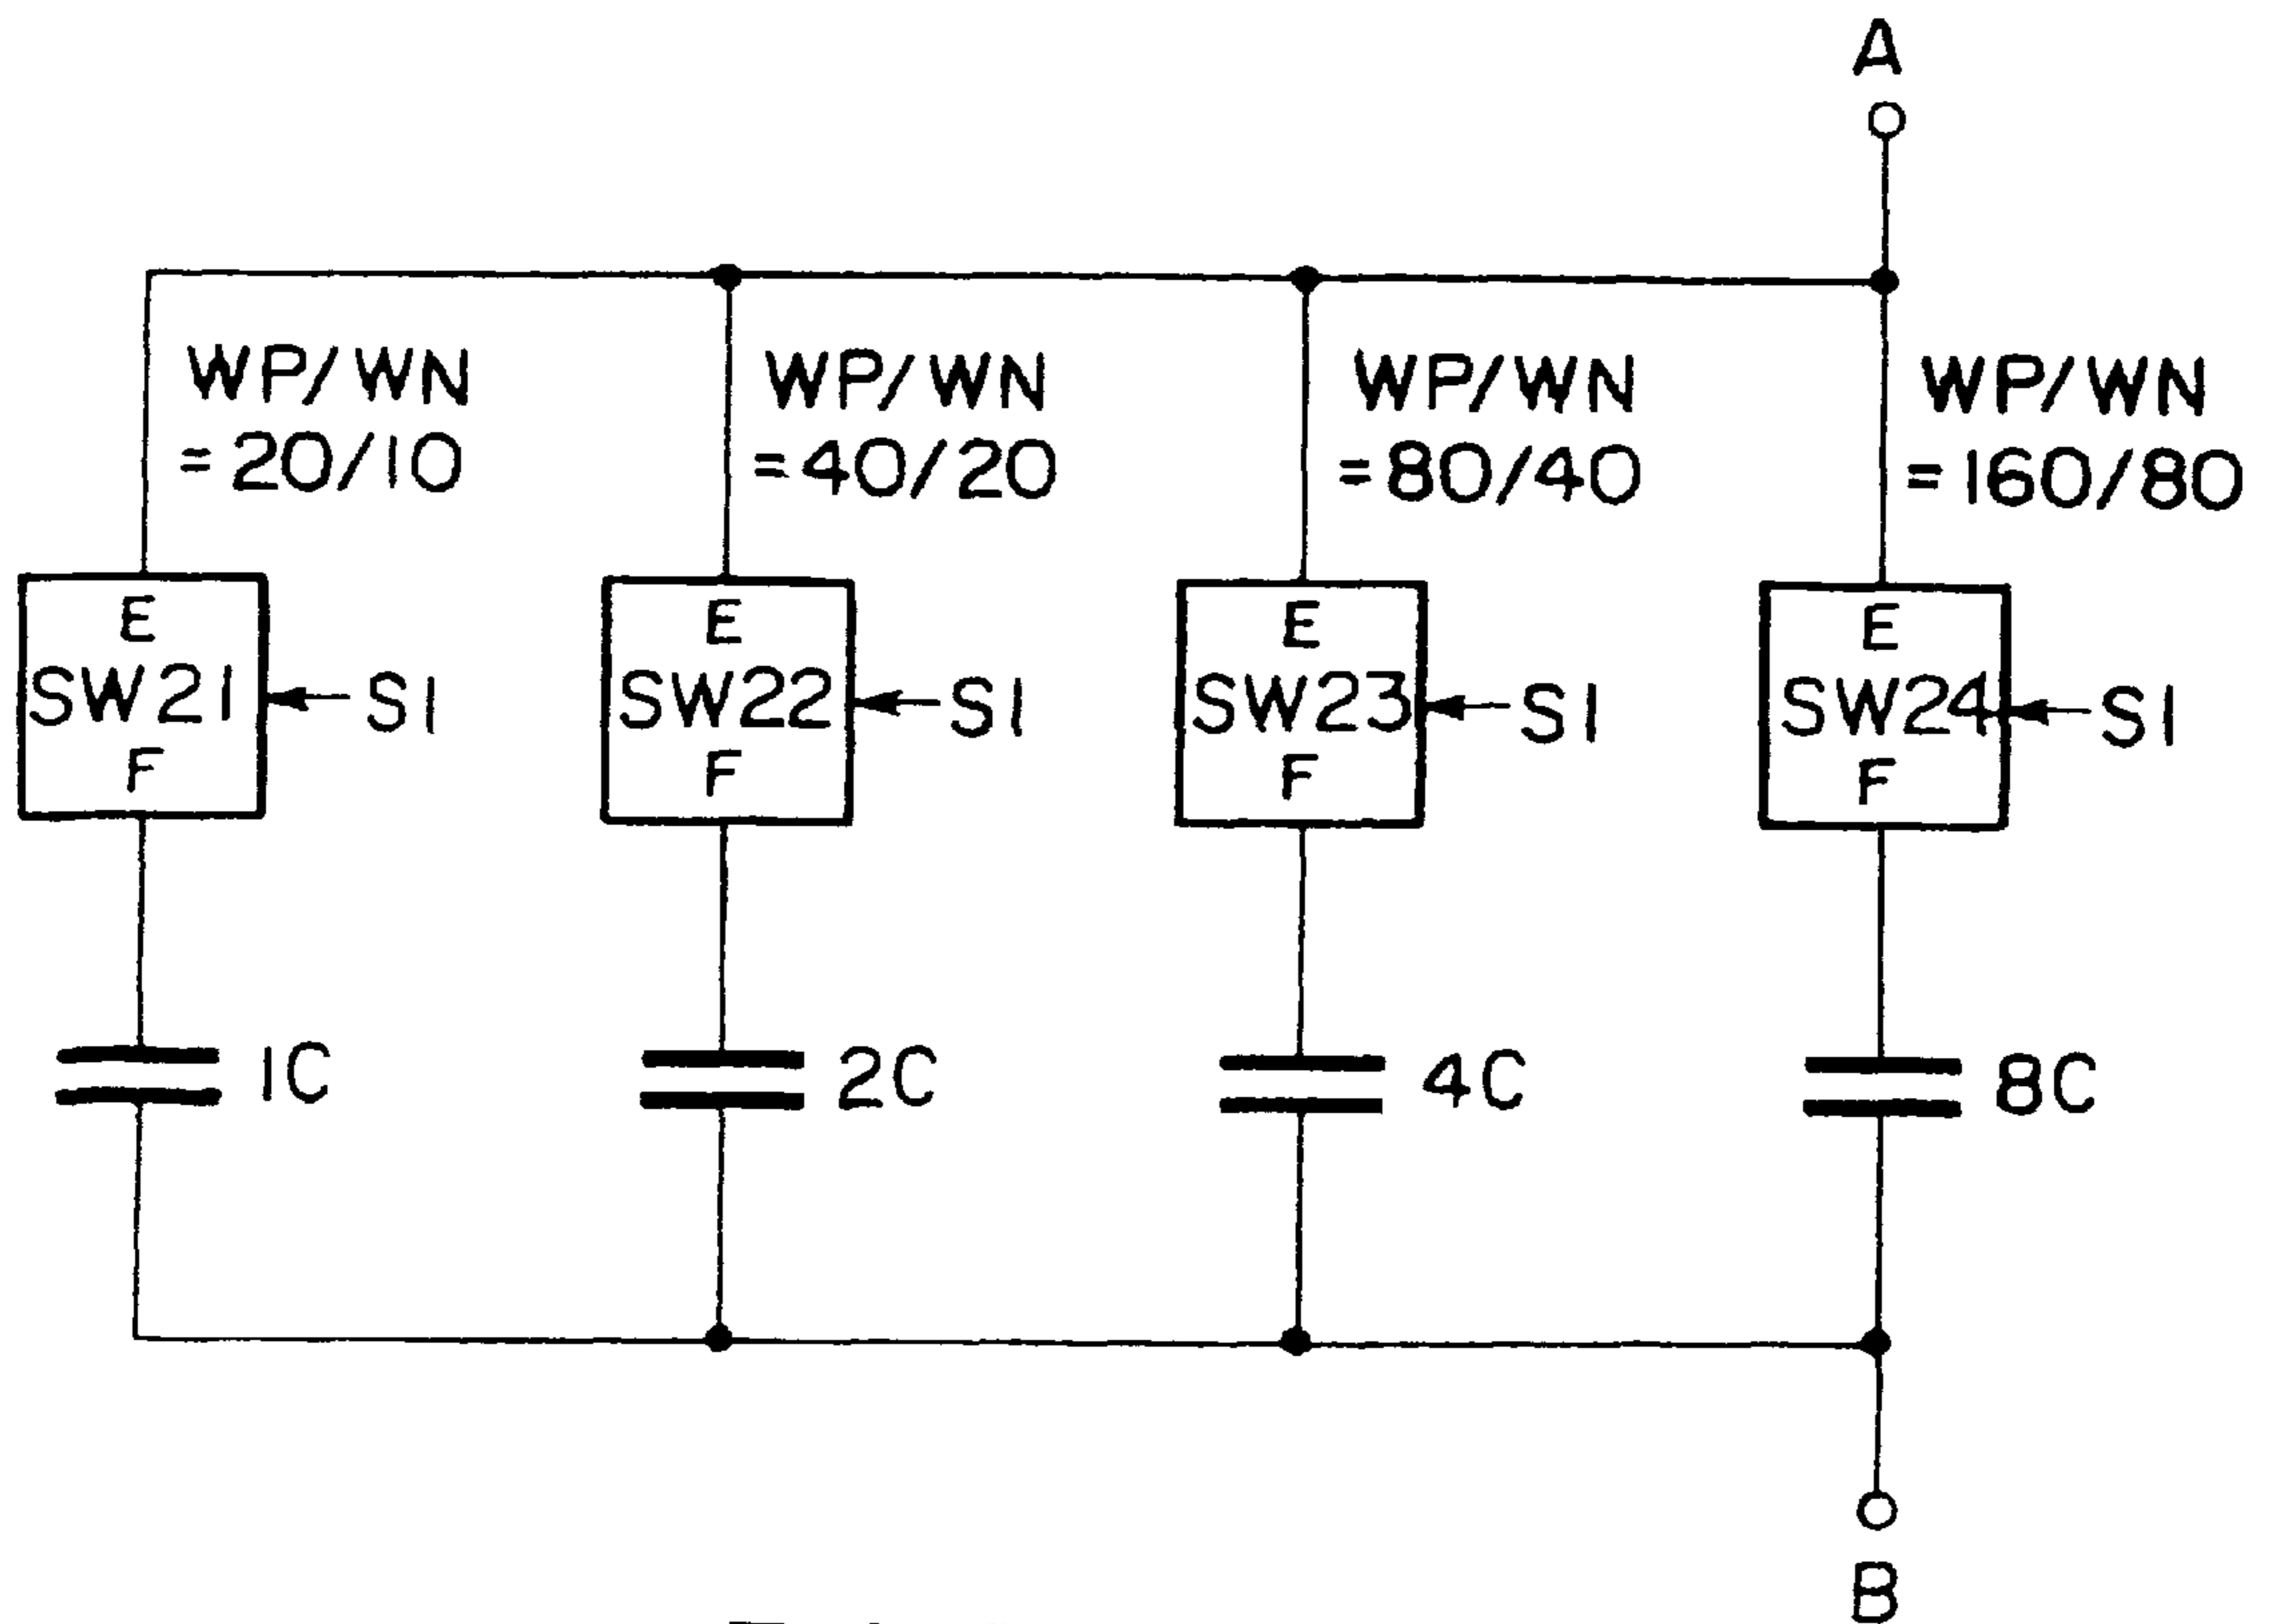 A
WP/WN
=20/10
WP/WN
=40/20
WP/WN
=80/40
WP/WN
=160/80
E
SW21
F
S1
E
SW22
F
S1
E
SW23
F
S1
E
SW24
F
S1
1C
2C
4C
8C
B